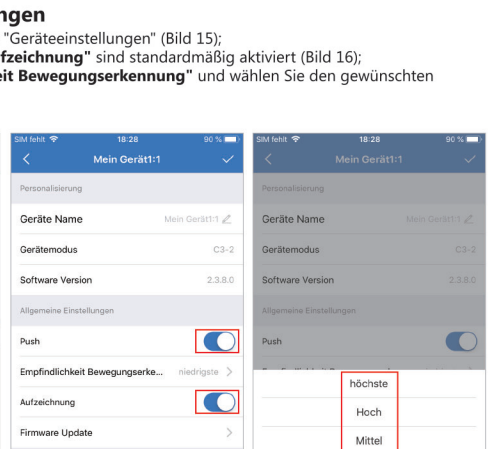 ngen
"Geräteeinstellungen" (Bild 15);
fzeichnung" sind standardmäßig aktiviert (Bild 16);
eit Bewegungserkennung" und wählen Sie den gewünschten
SIM fehlt 18:28 90 %
Mein Gerät1:1
Personalisierung
Geräte Name Mein Gerät1:1
Gerätemodus C3-2
Software Version 2.3.8.0
Allgemeine Einstellungen
Push
Empfindlichkeit Bewegungserke... niedrigste
Aufzeichnung
Firmware Update
SIM fehlt 18:28 90 %
Mein Gerät1:1
Personalisierung
Geräte Name Mein Gerät1:1
Gerätemodus C3-2
Software Version 2.3.8.0
Allgemeine Einstellungen
Push
höchste
Hoch
Mittel